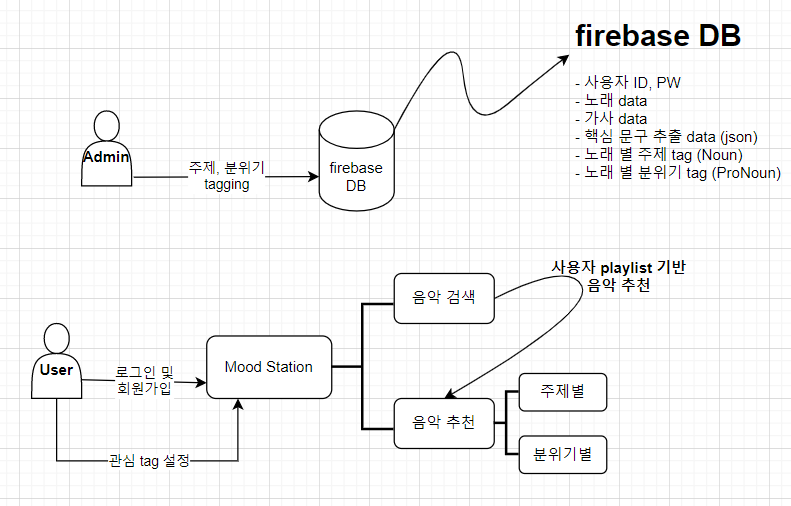 firebase DB
- 사용자 ID, PW
- 노래 data
- 가사 data
- 핵심 문구 추출 data (json)
- 노래 별 주제 tag (Noun)
- 노래 별 분위기 tag (ProNoun)
Admin
주제, 분위기
tagging
firebase
DB
사용자 playlist 기반
음악 추천
음악 검색
User
로그인 및
회원가입
Mood Station
음악 추천
주제별
분위기별
관심 tag 설정